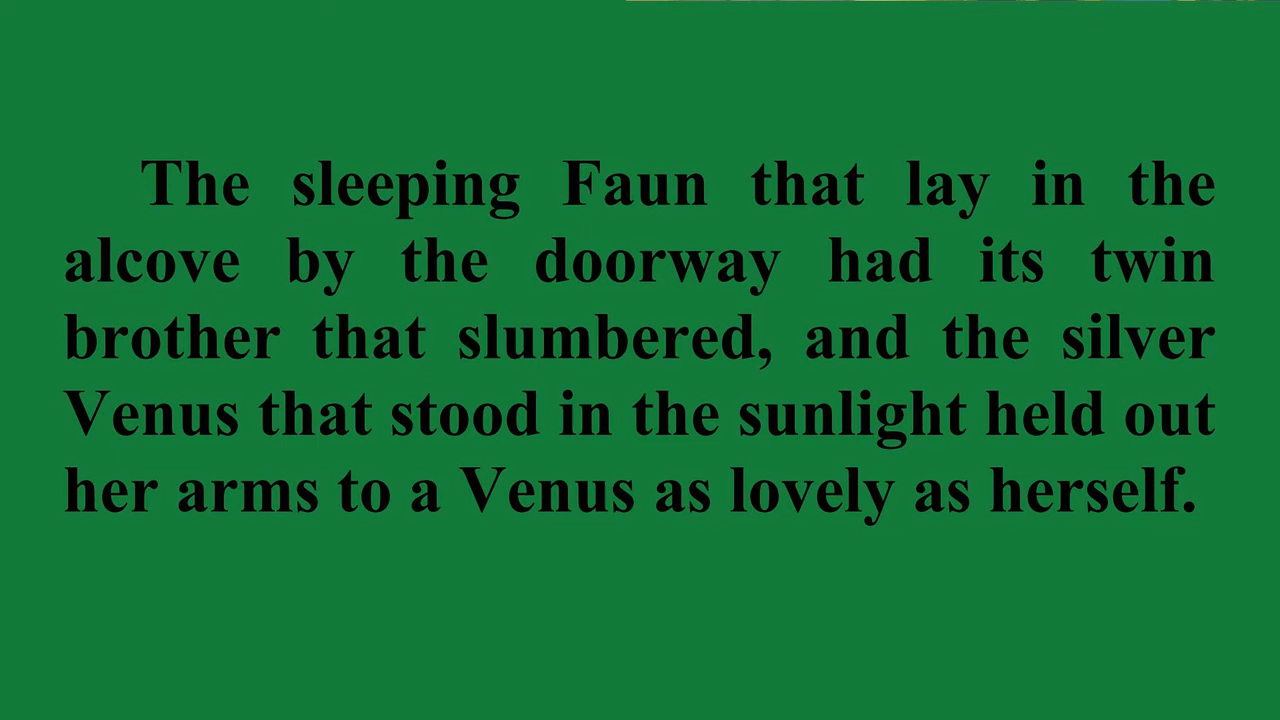 The sleeping Faun that lay in the
alcove by the doorway had its twin
brother that slumbered, and the silver
Venus that stood in the sunlight held out
her arms to a Venus as lovely as herself.